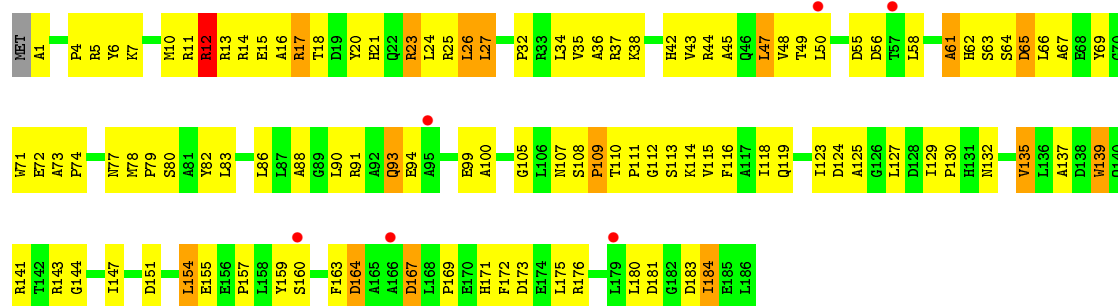 MET A1 P4 R5 Y6 K7 M10 R11 R12 R13 R14 E15 A16 R17 T18 D19 Y20 H21 Q22 R23 L24 R25 L26 L27 P32 R33 L34 V35 A36 R37 K38 H42 V43 R44 A45 Q46 L47 V48 T49 L50 D55 D56 T57 L58 A61 H62 S63 S64 D65 L66 A67 E68 Y69
W71 E72 A73 P74 N77 M78 P79 S80 A81 Y82 L83 L86 L87 A88 G89 L90 R91 A92 Q93 E94 A95 E99 A100 G105 L106 N107 S108 P109 T110 P111 G112 S113 K114 V115 F116 A117 I118 Q119 I123 D124 A125 G126 L127 D128 I129 P130 H131 N132 V135 L136 A137 D138 W139
R141 T142 R143 G144 I147 D151 L154 E155 E156 P157 L158 Y159 S160 F163 D164 A165 A166 D167 L168 P169 E170 H171 F172 D173 E174 L175 R176 L179 L180 D181 G182 D183 I184 E185 L186